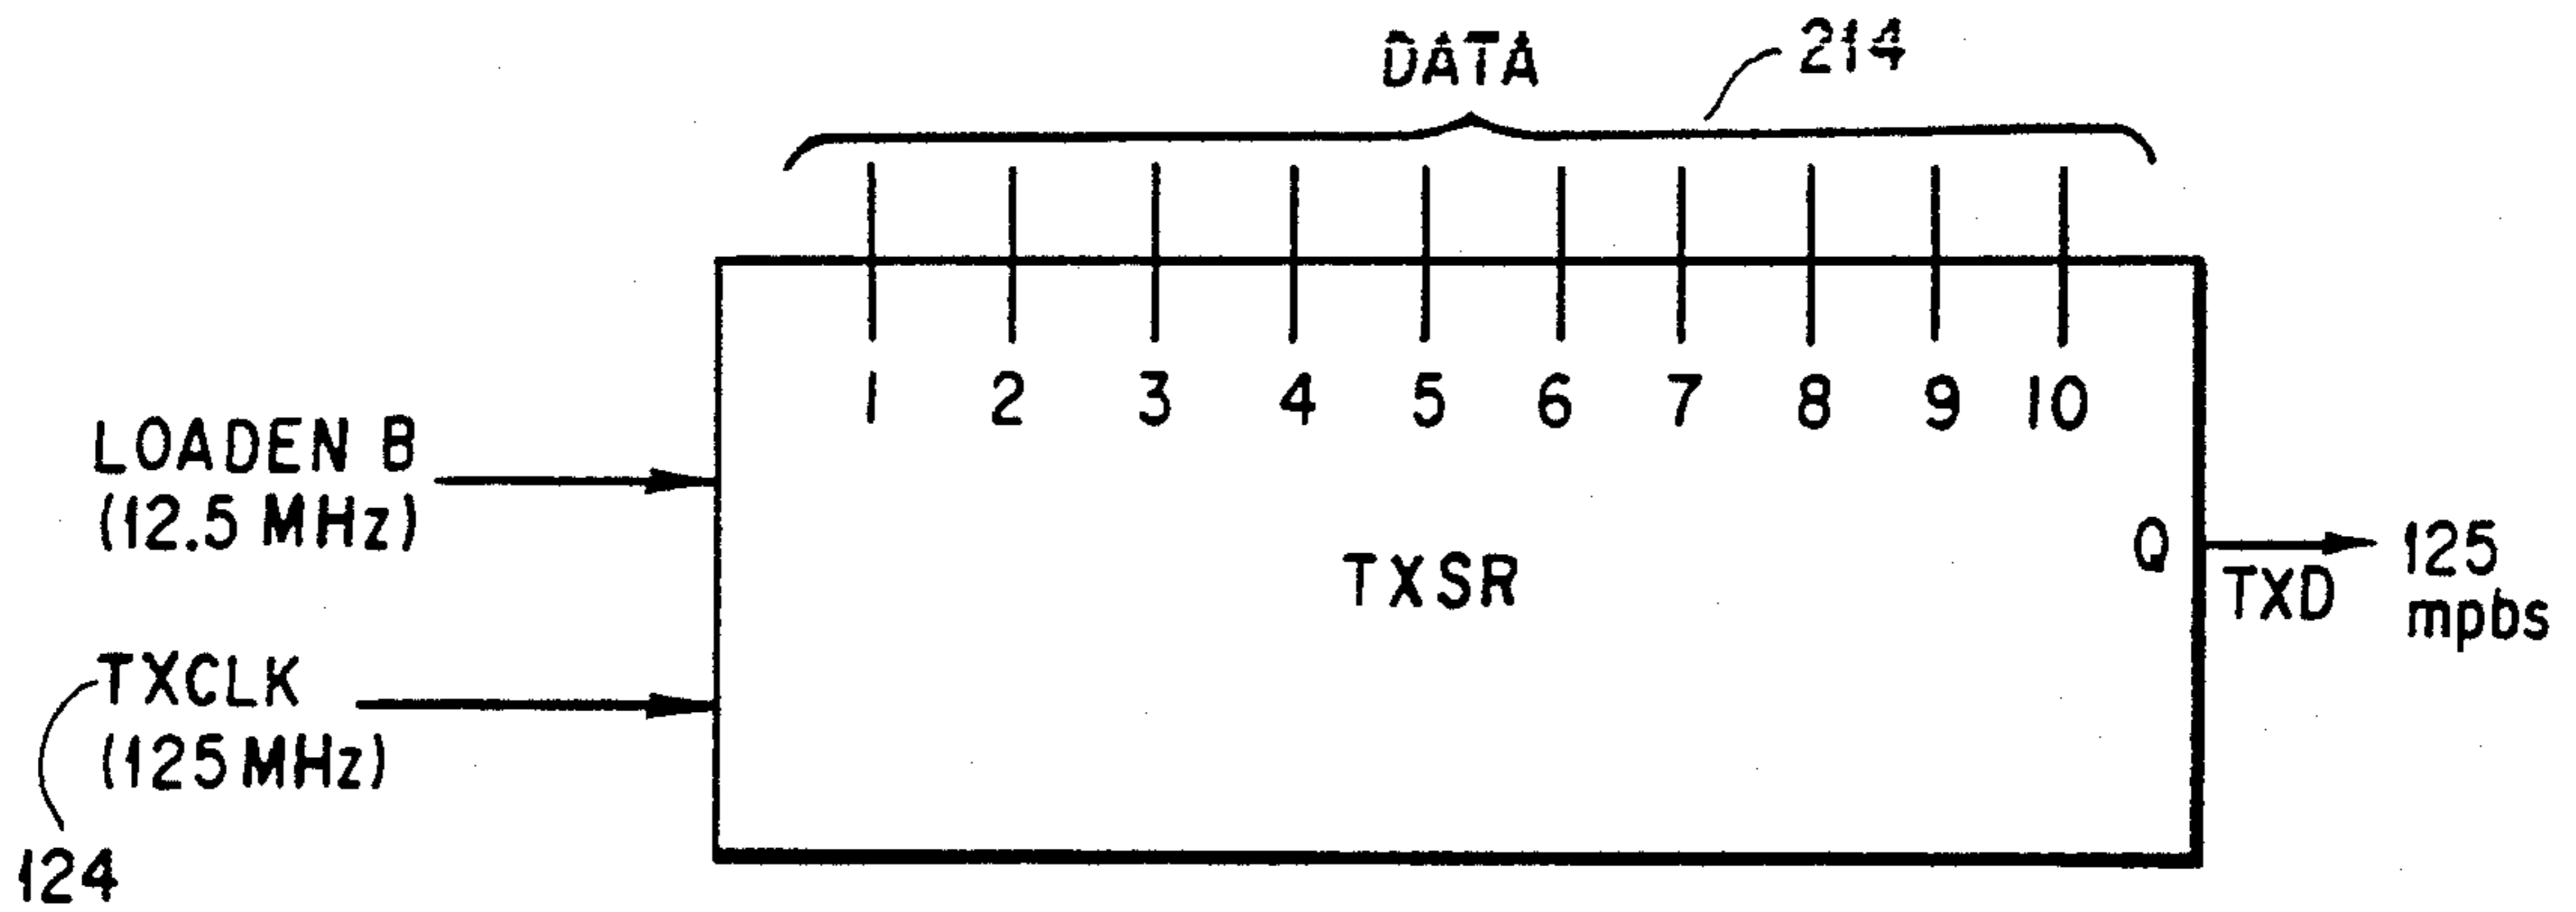 DATA
214
1 2 3 4 5 6 7 8 9 10
LOADEN B
(12.5 MHz)
TXSR
Q
TXD
125
mpbs
TXCLK
(125 MHz)
124